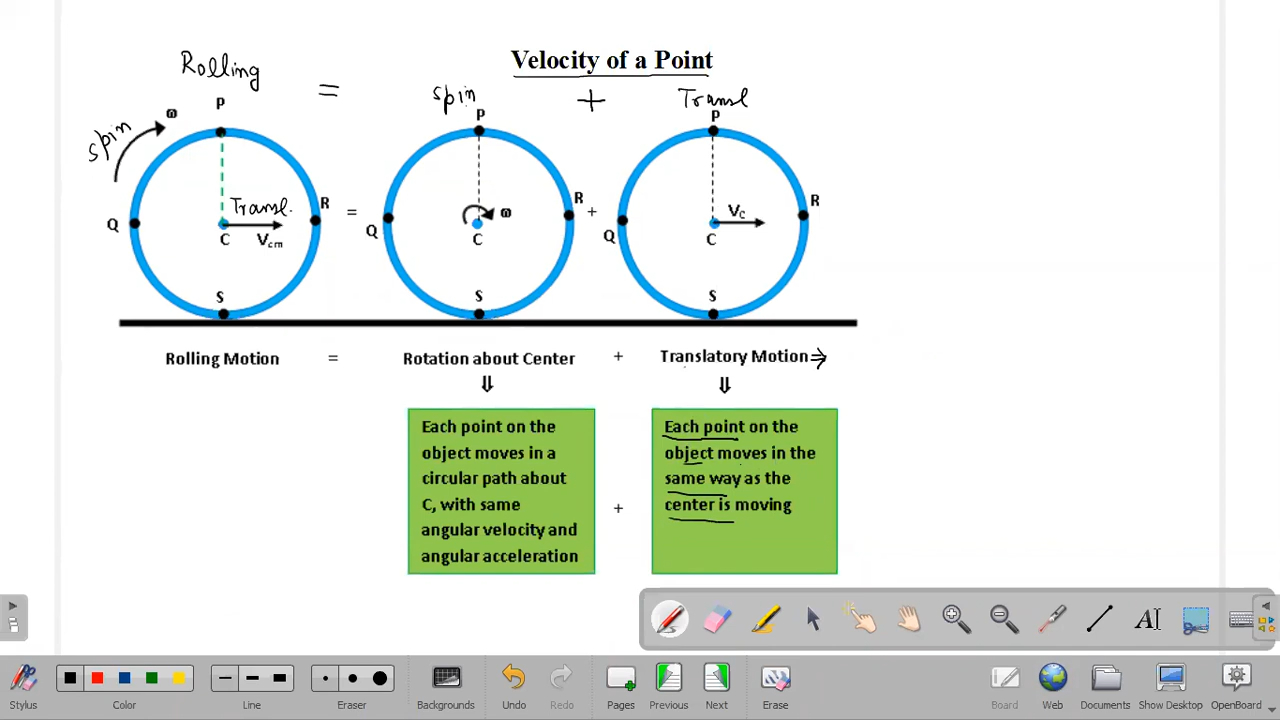 Velocity of a Point
Rolling = spin + Transl
P P P
spin ω
Q C R Transl. Vcm S
=
Q C R ω S
+
Q C R Vc S
Rolling Motion = Rotation about Center + Translatory Motion ⇒
⇓ ⇓
Each point on the
object moves in a
circular path about
C, with same
angular velocity and
angular acceleration
+
Each point on the
object moves in the
same way as the
center is moving
Stylus Color Line Eraser Backgrounds Undo Redo Pages Previous Next Erase Board Web Documents Show Desktop OpenBoard